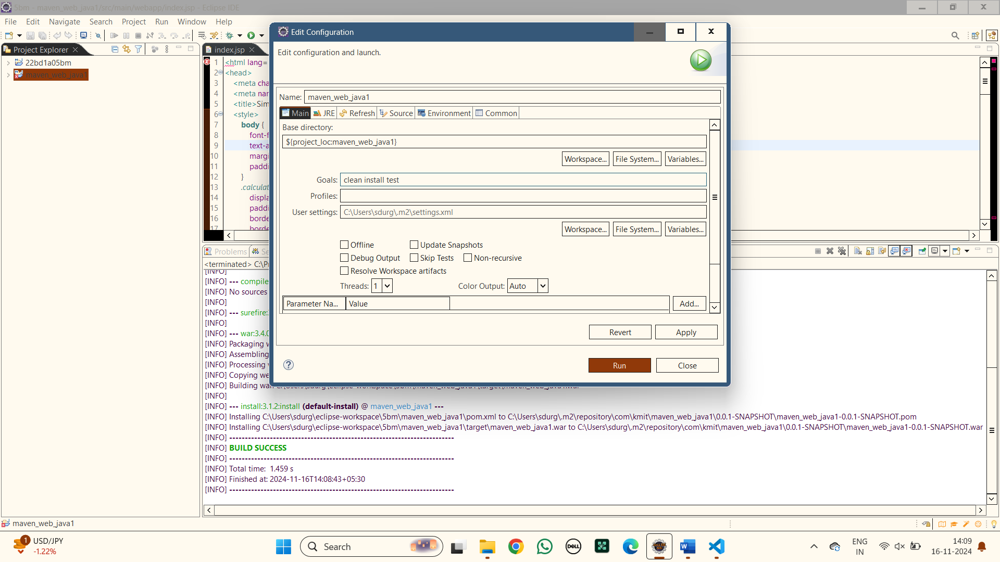 5bm - maven_web_java1/src/main/webapp/index.jsp - Eclipse IDE
File Edit Navigate Search Project Run Window Help
Project Explorer
22bd1a05bm
maven_web_java1
index.jsp
1 <html lang=
2 <head>
3 <meta cha
4 <meta nar
5 <title>Sim
6 <style>
7 body {
8 font-f
9 text-a
10 margi
11 paddi
12 }
13 .calculat
14 displa
15 paddi
16 borde
17 borde
Edit Configuration
Edit configuration and launch.
Name: maven_web_java1
Main JRE Refresh Source Environment Common
Base directory:
${project_loc:maven_web_java1}
Workspace... File System... Variables...
Goals: clean install test
Profiles:
User settings: C:\Users\sdurg\.m2\settings.xml
Workspace... File System... Variables...
Offline Update Snapshots
Debug Output Skip Tests Non-recursive
Resolve Workspace artifacts
Threads: 1 Color Output: Auto
Parameter Na... Value Add...
Revert Apply
Run Close
Problems Se
<terminated> C:\Pr
[INFO]
[INFO] --- compile
[INFO] No sources
[INFO]
[INFO] --- surefire:
[INFO]
[INFO] --- war:3.4.0
[INFO] Packaging w
[INFO] Assembling
[INFO] Processing
[INFO] Copying we
[INFO] Building war: C:\Users\sdurg\eclipse-workspace\5bm\maven_web_java1\target\maven_web_java1.war
[INFO]
[INFO] --- install:3.1.2:install (default-install) @ maven_web_java1 ---
[INFO] Installing C:\Users\sdurg\eclipse-workspace\5bm\maven_web_java1\pom.xml to C:\Users\sdurg\.m2\repository\com\kmit\maven_web_java1\0.0.1-SNAPSHOT\maven_web_java1-0.0.1-SNAPSHOT.pom
[INFO] Installing C:\Users\sdurg\eclipse-workspace\5bm\maven_web_java1\target\maven_web_java1.war to C:\Users\sdurg\.m2\repository\com\kmit\maven_web_java1\0.0.1-SNAPSHOT\maven_web_java1-0.0.1-SNAPSHOT.war
[INFO] ------------------------------------------------------------------------
[INFO] BUILD SUCCESS
[INFO] ------------------------------------------------------------------------
[INFO] Total time:  1.459 s
[INFO] Finished at: 2024-11-16T14:08:43+05:30
[INFO] ------------------------------------------------------------------------
maven_web_java1
1
USD/JPY
-1.22%
Search
DELL
ENG
IN
14:09
16-11-2024